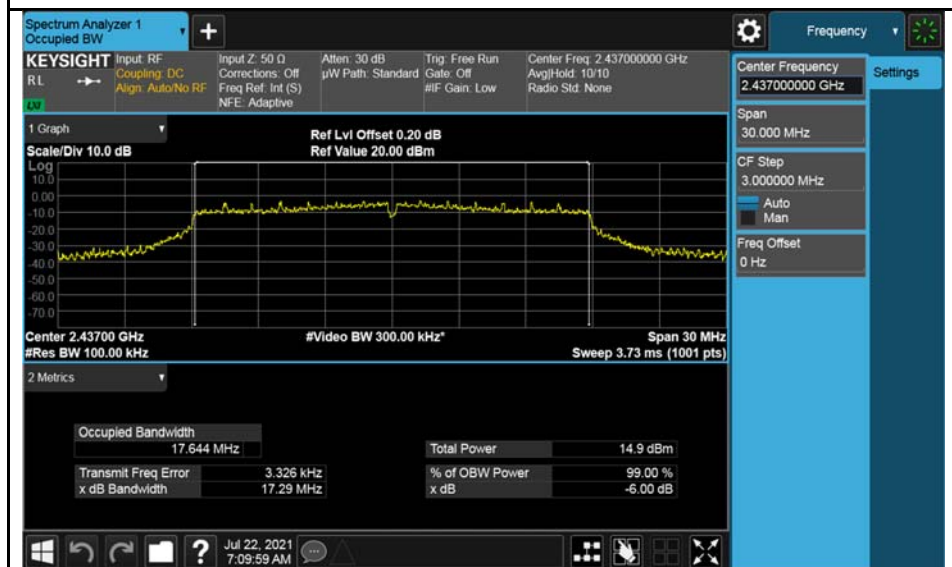 Spectrum Analyzer 1
Occupied BW
+
Frequency
KEYSIGHT
RL
LXI
Input: RF
Coupling: DC
Align: Auto/No RF
Input Z: 50 Ω
Corrections: Off
Freq Ref: Int (S)
NFE: Adaptive
Atten: 30 dB
µW Path: Standard
Trig: Free Run
Gate: Off
#IF Gain: Low
Center Freq: 2.437000000 GHz
Avg|Hold: 10/10
Radio Std: None
Center Frequency
2.437000000 GHz
Settings
Span
30.000 MHz
CF Step
3.000000 MHz
Auto
Man
Freq Offset
0 Hz
1 Graph
Scale/Div 10.0 dB
Ref Lvl Offset 0.20 dB
Ref Value 20.00 dBm
Log
10.0
0.00
-10.0
-20.0
-30.0
-40.0
-50.0
-60.0
-70.0
Center 2.43700 GHz
#Res BW 100.00 kHz
#Video BW 300.00 kHz*
Span 30 MHz
Sweep 3.73 ms (1001 pts)
2 Metrics
Occupied Bandwidth
17.644 MHz
Transmit Freq Error 3.326 kHz
x dB Bandwidth 17.29 MHz
Total Power 14.9 dBm
% of OBW Power 99.00 %
x dB -6.00 dB
?
Jul 22, 2021
7:09:59 AM